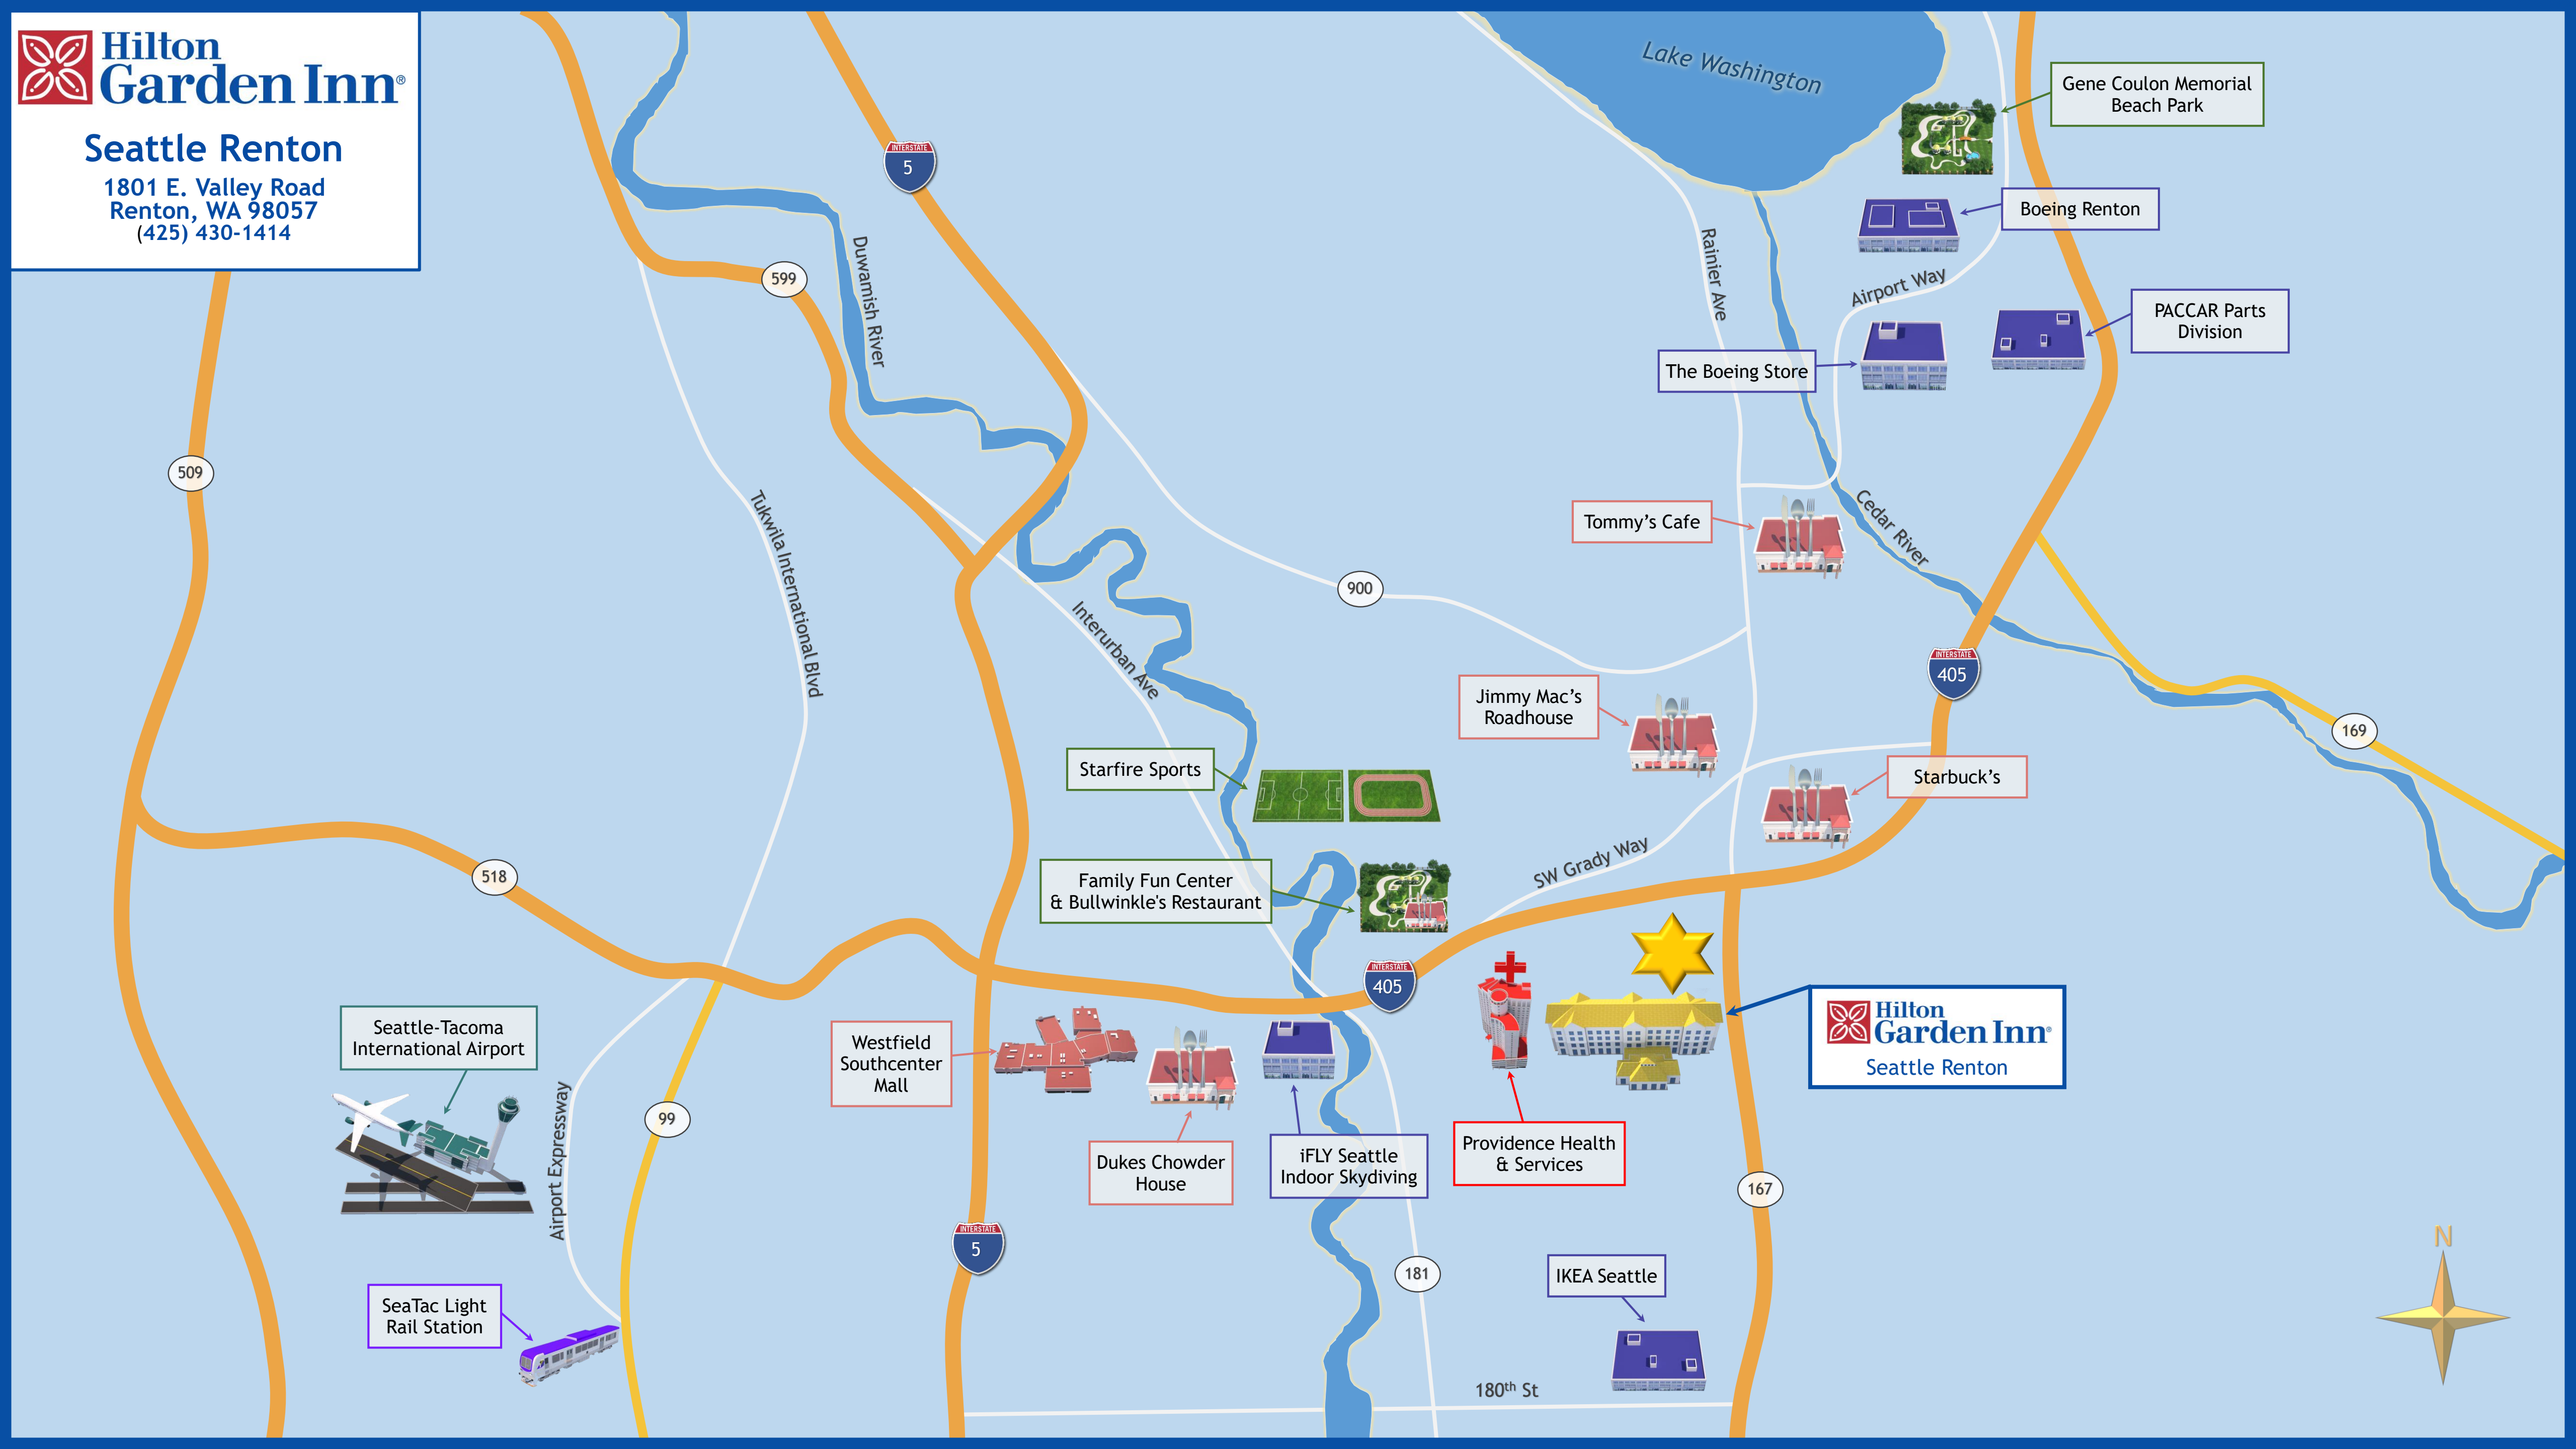 Hilton
Garden Inn®
Seattle Renton
1801 E. Valley Road
Renton, WA 98057
(425) 430-1414
Lake Washington
Gene Coulon Memorial
Beach Park
INTERSTATE
5
Boeing Renton
Rainier Ave
Duwamish River
599
Airport Way
PACCAR Parts
Division
The Boeing Store
509
Tukwila International Blvd
Tommy's Cafe
Cedar River
900
Interurban Ave
INTERSTATE
405
Jimmy Mac's
Roadhouse
169
Starfire Sports
Starbuck's
518
SW Grady Way
Family Fun Center
& Bullwinkle's Restaurant
INTERSTATE
405
Seattle-Tacoma
International Airport
Westfield
Southcenter
Mall
Hilton
Garden Inn®
Seattle Renton
99
Airport Expressway
Dukes Chowder
House
iFLY Seattle
Indoor Skydiving
Providence Health
& Services
167
INTERSTATE
5
181
IKEA Seattle
N
SeaTac Light
Rail Station
180th St